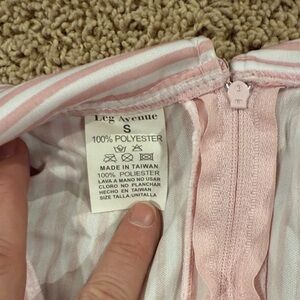 Leg Avenue
S
100% POLYESTER
MADE IN TAIWAN
100% POLIESTER
LAVA A MANO NO USAR
CLORO NO PLANCHAR
HECHO EN TAIWAN
SIZE TALLA:UNITALLA